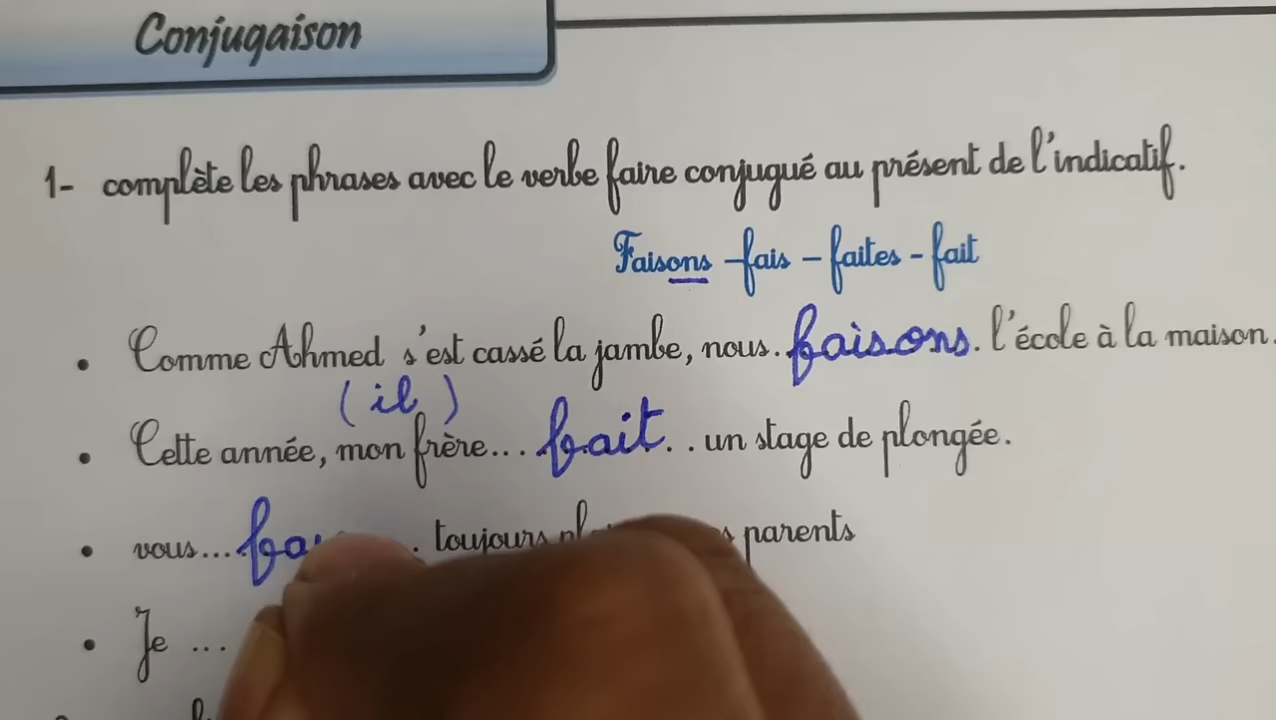 Conjugaison
1- complète les phrases avec le verbe faire conjugué au présent de l'indicatif.
Faisons - fais - faites - fait
• Comme Ahmed s'est cassé la jambe, nous. faisons. l'école à la maison.
(il)
• Cette année, mon frère... fait.. un stage de plongée.
• vous... . toujours parents
• Je ...